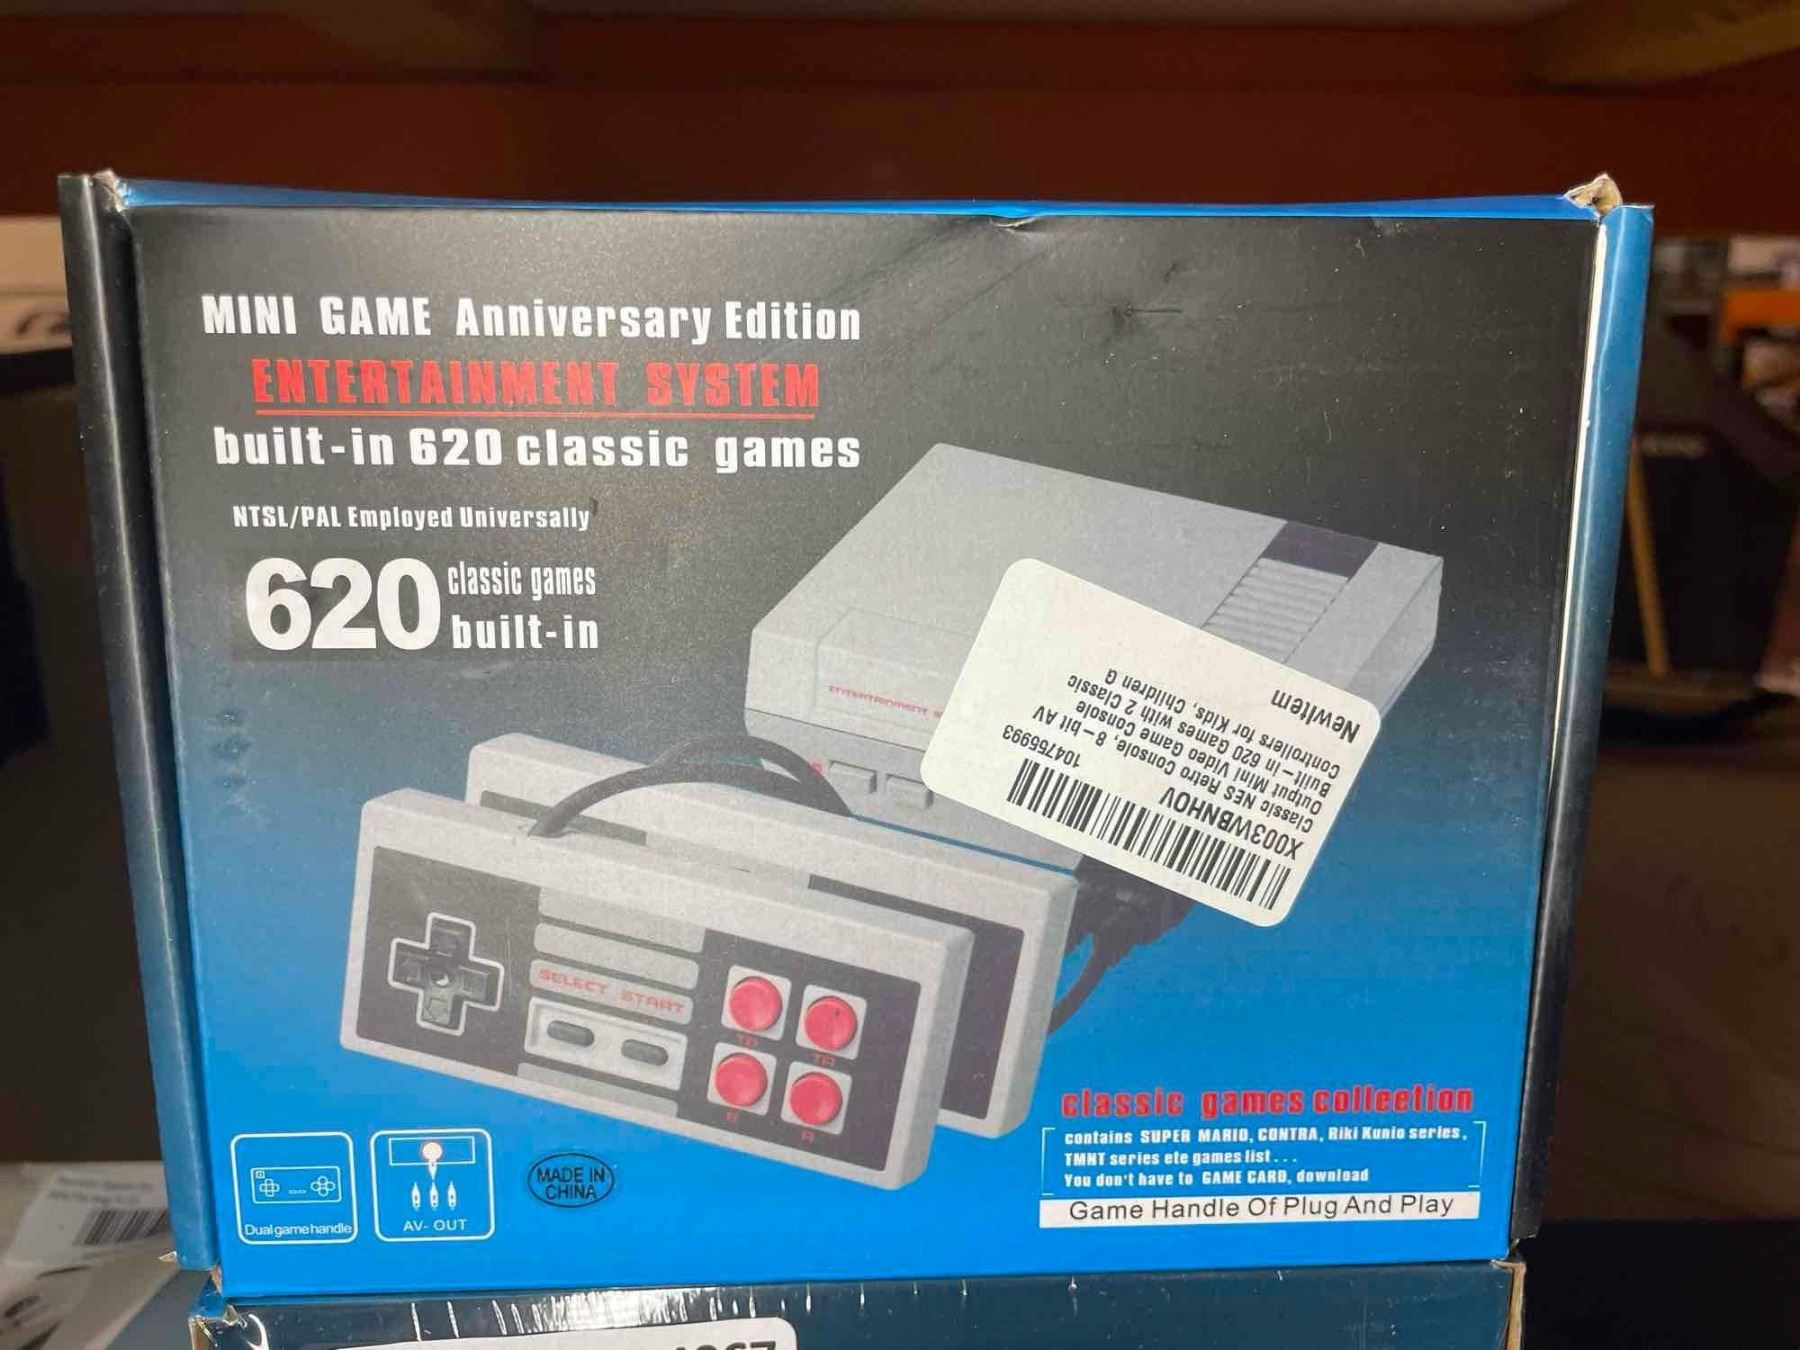 MINI GAME Anniversary Edition
ENTERTAINMENT SYSTEM
built-in 620 classic games
NTSL/PAL Employed Universally
620 classic games
built-in
ENTERTAINMENT
NewItem
Controllers for Kids, Children G
Built-In 620 Games with 2 Classic
Output Mini Video Game Console
Classic NES Retro Console, 8-bit AV
X003WBNHOV
104755993
SELECT START
classic games collection
contains SUPER MARIO, CONTRA, Riki Kunio series,
TMNT series ete games list...
You don't have to GAME CARD, download
Game Handle Of Plug And Play
Dual game handle
AV-OUT
MADE IN
CHINA